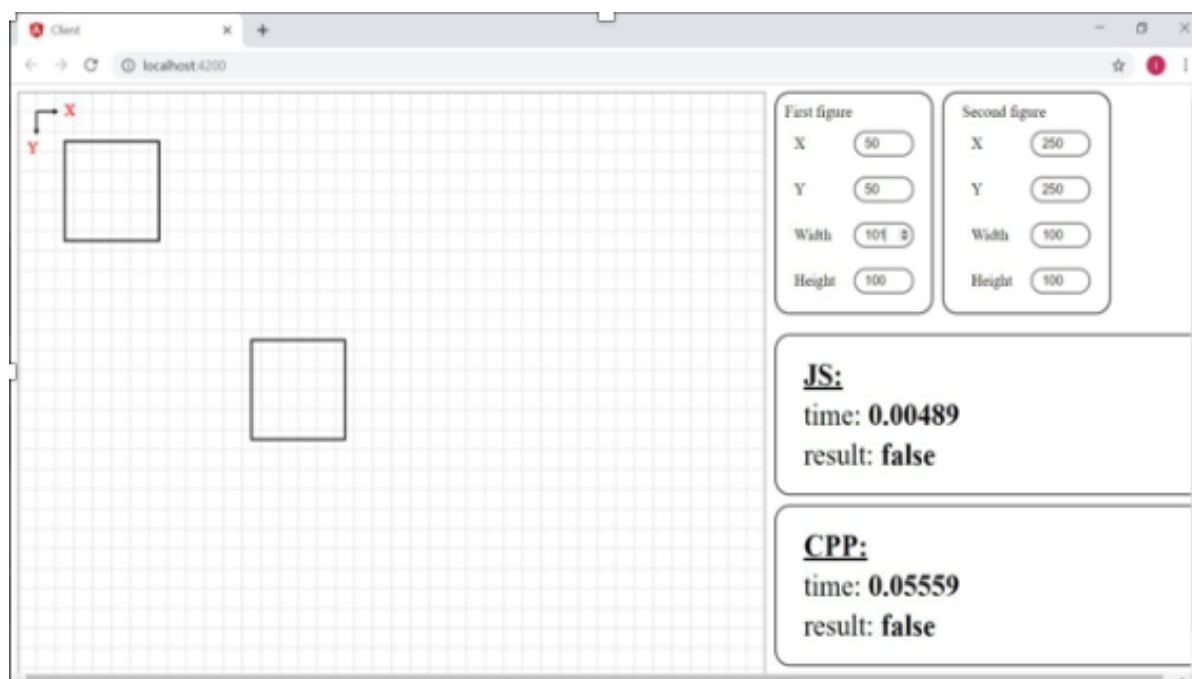 Client
localhost:4200
X
Y
First figure
X 50
Y 50
Width 101
Height 100
Second figure
X 250
Y 250
Width 100
Height 100
JS:
time: 0.00489
result: false
CPP:
time: 0.05559
result: false